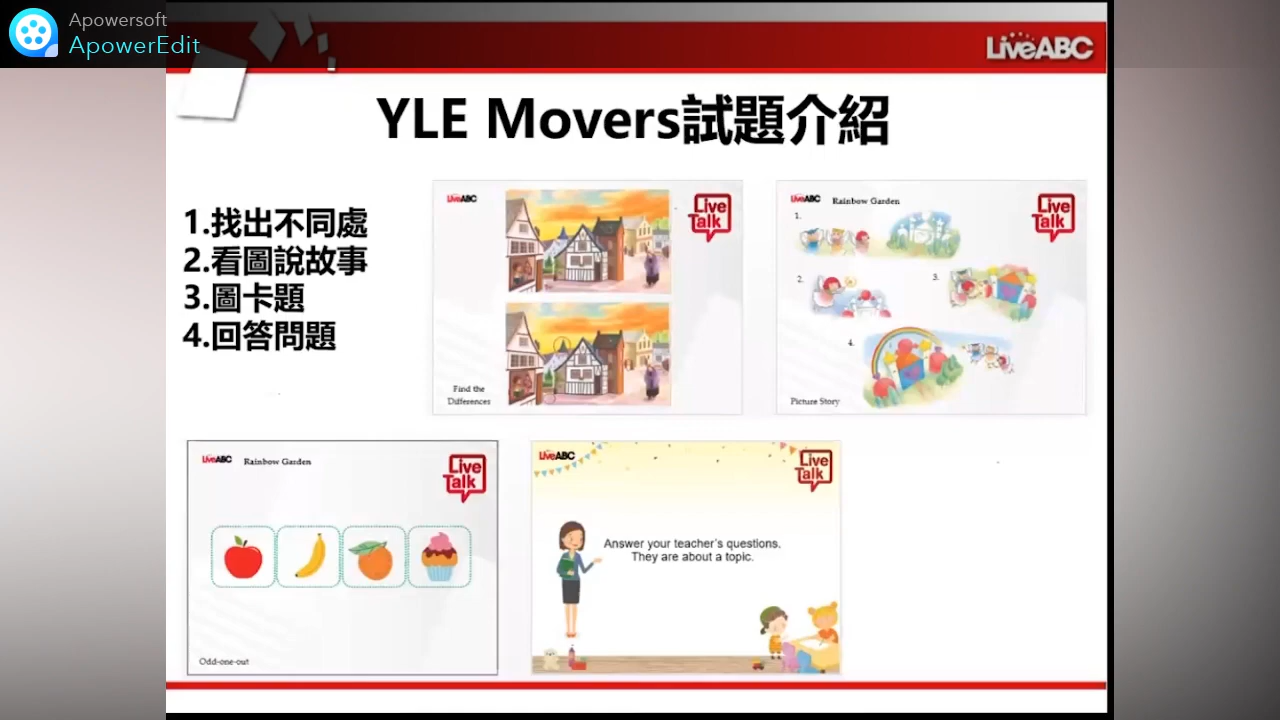 Apowersoft
ApowerEdit
LiveABC
YLE Movers試題介紹
1.找出不同處
2.看圖說故事
3.圖卡題
4.回答問題
LiveABC
Live
Talk
Find the
Differences
LiveABC
Rainbow Garden
Live
Talk
1.
2.
3.
4.
Picture Story
LiveABC
Rainbow Garden
Live
Talk
Odd-one-out
LiveABC
Live
Talk
Answer your teacher's questions.
They are about a topic.